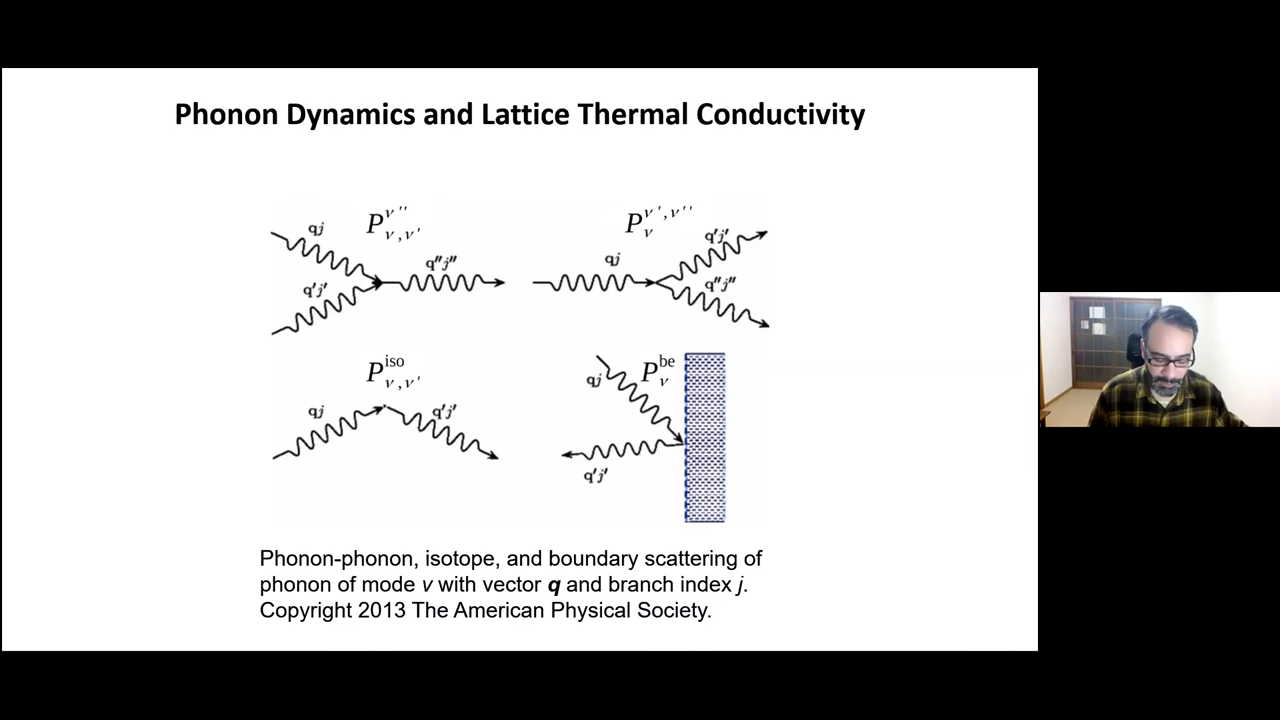 Phonon Dynamics and Lattice Thermal Conductivity
qj
P ν,ν' ν''
q'j'
q''j''
P ν ν',ν''
qj
q'j'
q''j''
P ν,ν' iso
qj
q'j'
P ν be
qj
q'j'
Phonon-phonon, isotope, and boundary scattering of
phonon of mode v with vector q and branch index j.
Copyright 2013 The American Physical Society.